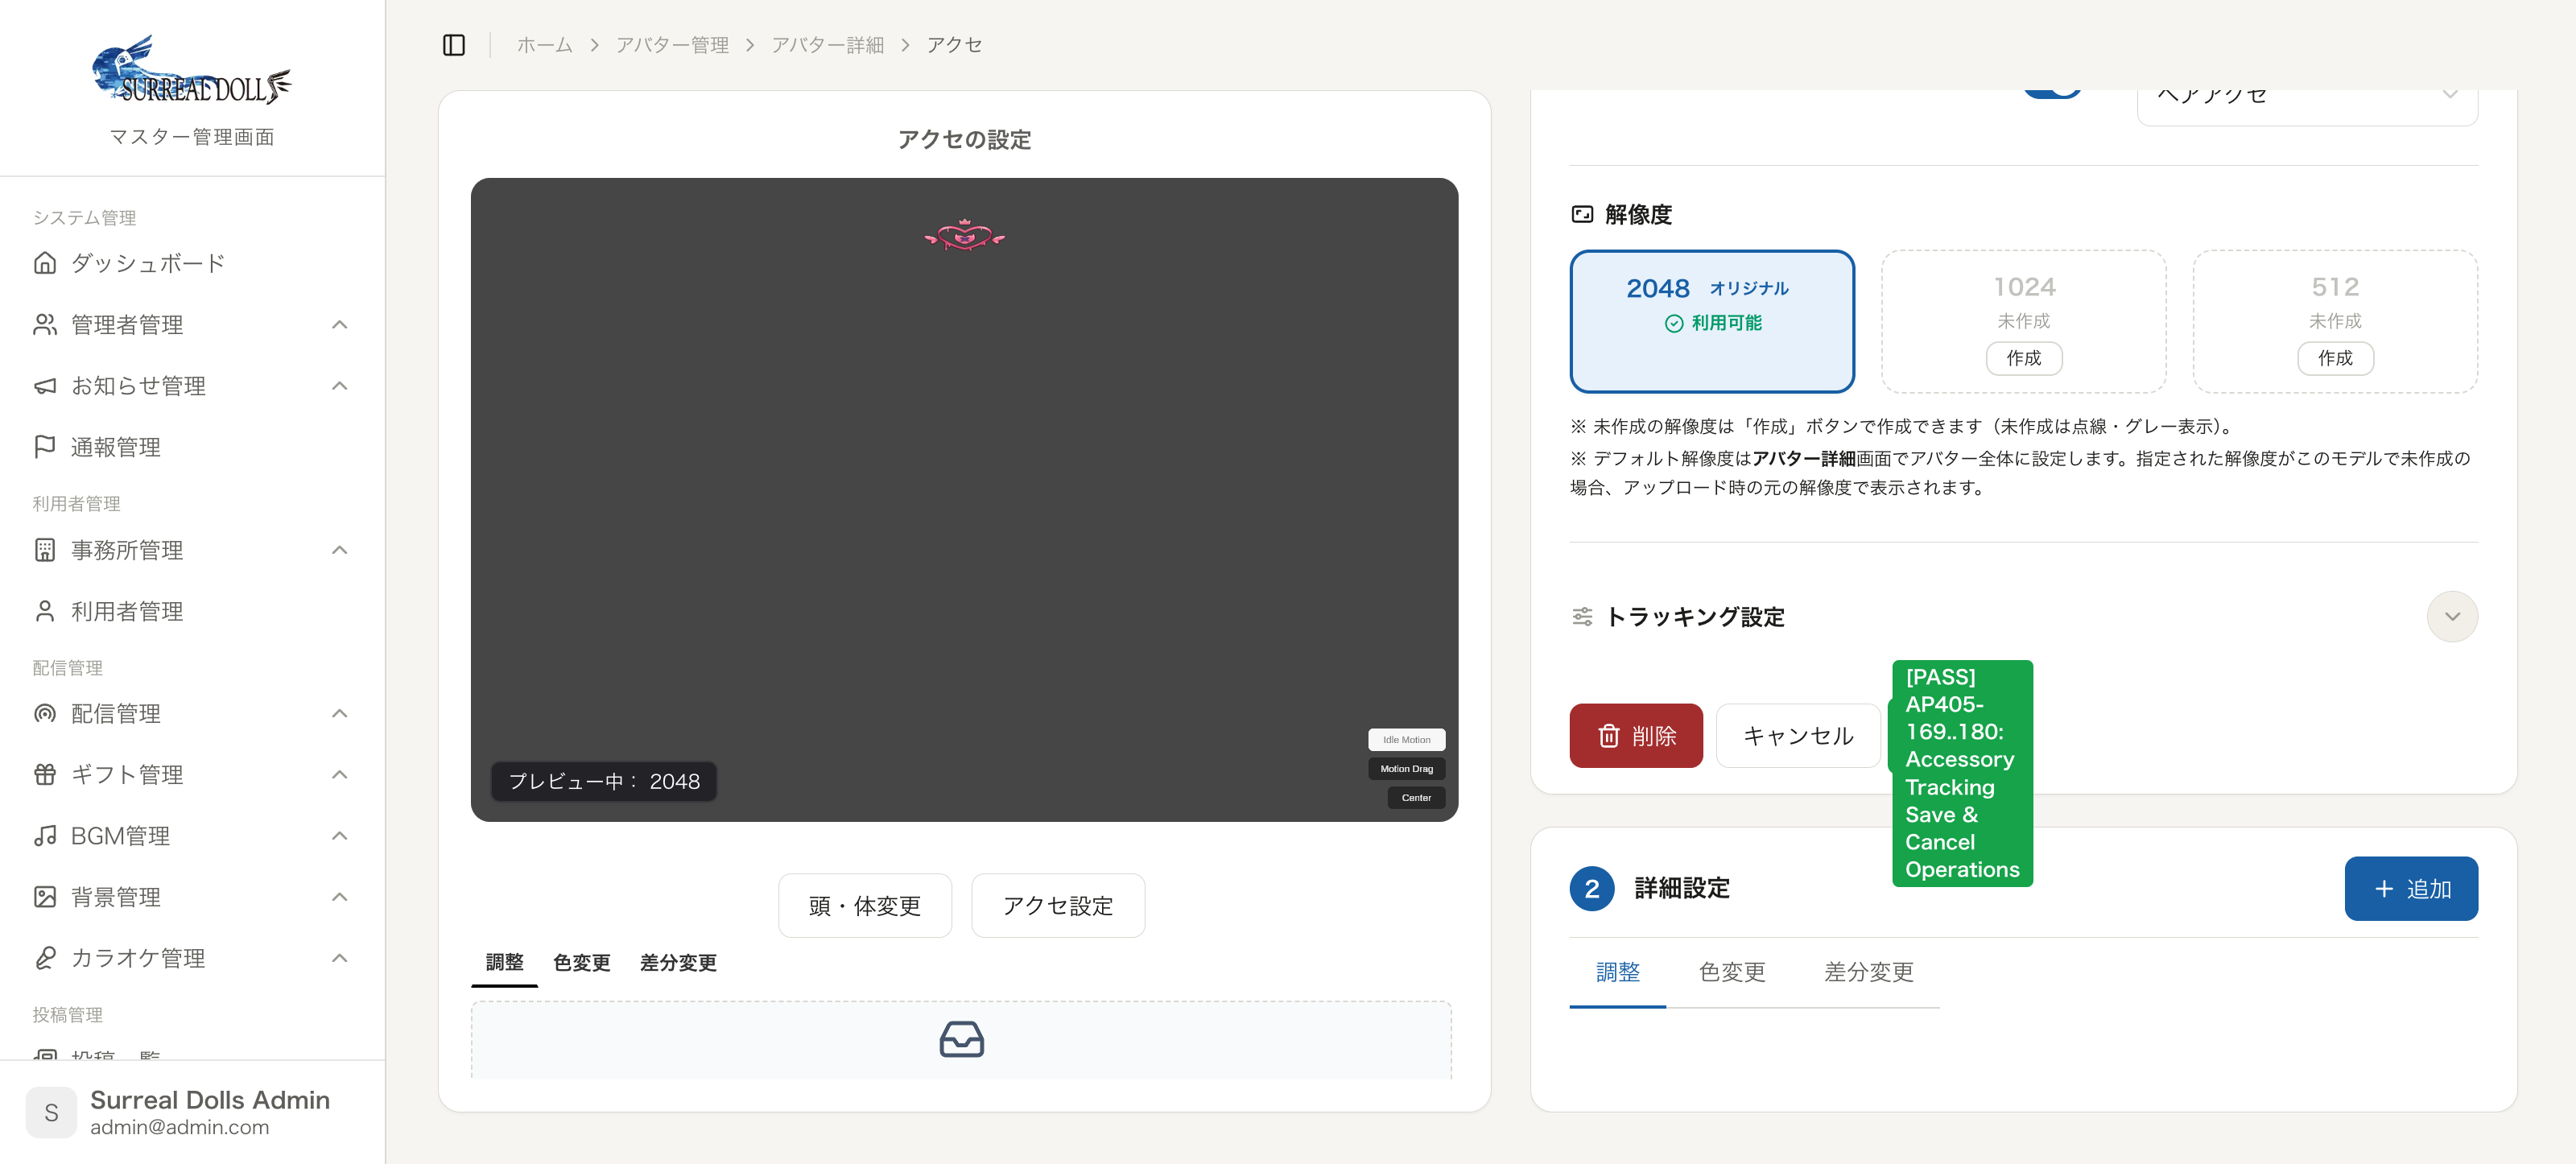 SURREAL DOLL
マスター管理画面
システム管理
ダッシュボード
管理者管理
お知らせ管理
通報管理
利用者管理
事務所管理
利用者管理
配信管理
配信管理
ギフト管理
BGM管理
背景管理
カラオケ管理
投稿管理
投稿一覧
S
Surreal Dolls Admin
admin@admin.com
ホーム > アバター管理 > アバター詳細 > アクセ
アクセの設定
Idle Motion
Motion Drag
Center
プレビュー中： 2048
頭・体変更
アクセ設定
調整 色変更 差分変更
ヘアアクセ
解像度
2048 オリジナル
利用可能
1024
未作成
作成
512
未作成
作成
※ 未作成の解像度は「作成」ボタンで作成できます（未作成は点線・グレー表示）。
※ デフォルト解像度はアバター詳細画面でアバター全体に設定します。指定された解像度がこのモデルで未作成の
場合、アップロード時の元の解像度で表示されます。
トラッキング設定
削除
キャンセル
[PASS]
AP405-
169..180:
Accessory
Tracking
Save &
Cancel
Operations
2 詳細設定
+ 追加
調整 色変更 差分変更